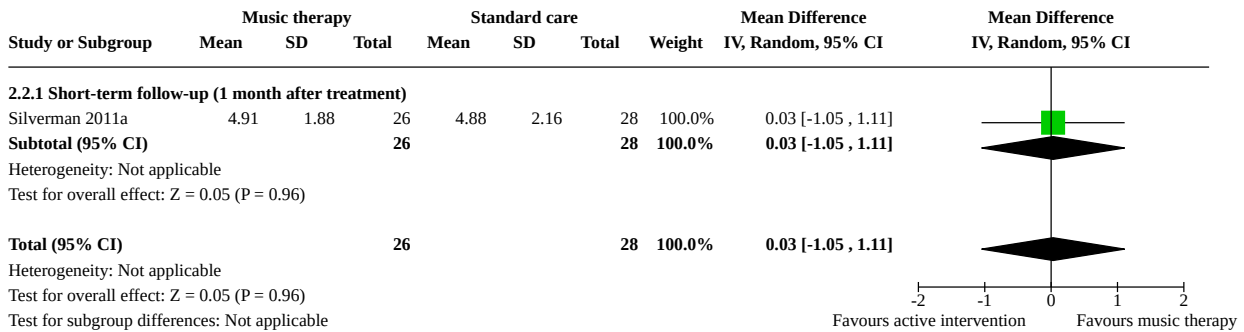 Music therapy Standard care Mean Difference Mean Difference
Study or Subgroup Mean SD Total Mean SD Total Weight IV, Random, 95% CI IV, Random, 95% CI
2.2.1 Short-term follow-up (1 month after treatment)
Silverman 2011a 4.91 1.88 26 4.88 2.16 28 100.0% 0.03 [-1.05 , 1.11]
Subtotal (95% CI) 26 28 100.0% 0.03 [-1.05 , 1.11]
Heterogeneity: Not applicable
Test for overall effect: Z = 0.05 (P = 0.96)
Total (95% CI) 26 28 100.0% 0.03 [-1.05 , 1.11]
Heterogeneity: Not applicable
Test for overall effect: Z = 0.05 (P = 0.96)
-2 -1 0 1 2
Test for subgroup differences: Not applicable Favours active intervention Favours music therapy